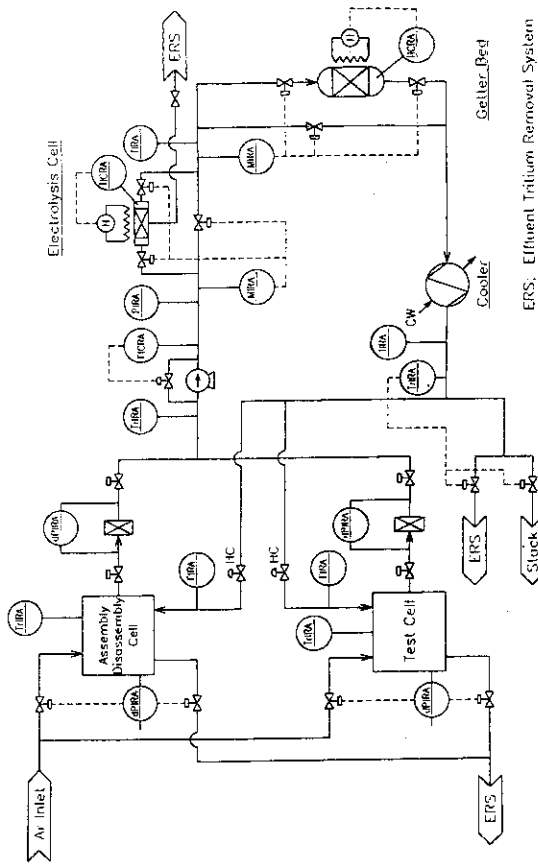 ERS
Electrolysis Cell
H
TICRA
TIRA
PIRA
MIRA
FICRA
TrIRA
MIRA
H
TICRA
Getter Bed
Cooler
CW
TIRA
TrIRA
dPIRA
dPIRA
HC
HC
FIRA
FIRA
TrIRA
TrIRA
Assembly
Disassembly
Cell
Test Cell
dPIRA
dPIRA
Ar Inlet
ERS
ERS
Stack
ERS; Effluent Tritium Removal System